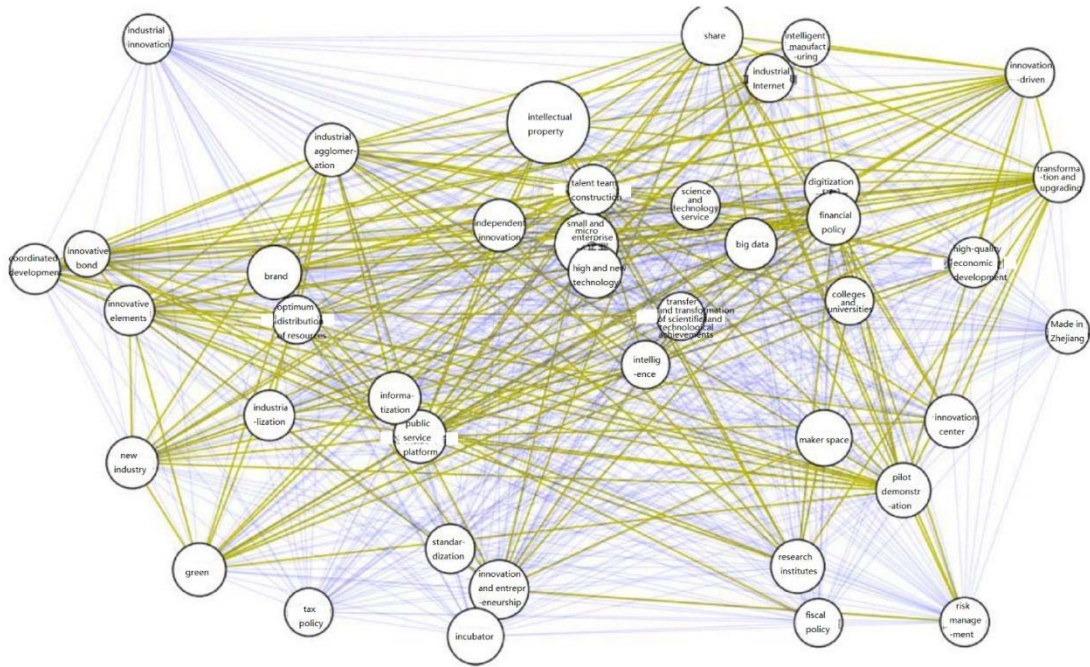 industrial
-innovation
share
intelligent
manufact
-uring
industrial
Internet
innovation
-driven
intellectual
property
industrial
agglomer-
ation
talent team
construction
science
and
technology
service
digitization
transforma
-tion and
upgrading
financial
policy
independent
innovation
small and
micro
enterprise
big data
high-quality
economic
development
innovative
bond
coordinated
development
brand
high and new
technology
innovative
elements
optimum
distribution
of resources
transfer
and transformation
of scientific and
technological
achievements
colleges
and
universities
Made in
Zhejiang
intellig
-ence
informa-
tization
industria
-lization
public
service
platform
maker space
-innovation
center
new
industry
pilot
demonstr
-ation
standar-
dization
green
innovation
and entrepr
-eneurship
research
institutes
tax
policy
incubator
fiscal
policy
risk
manage
-ment